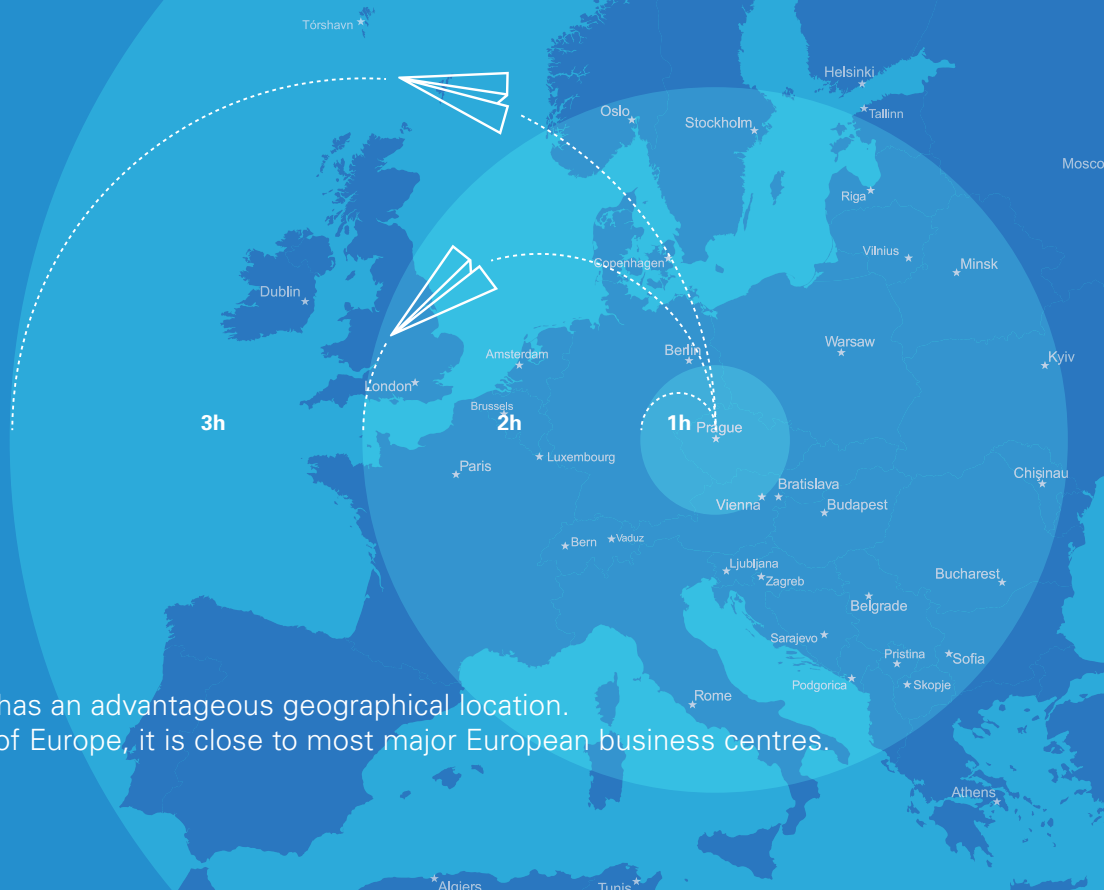 Tórshavn
Helsinki
Tallinn
Oslo
Stockholm
Mosco
Riga
Vilnius
Minsk
Copenhagen
Dublin
Warsaw
Berlin
Amsterdam
Kyiv
London
Brussels
3h
2h
1h
Prague
Luxembourg
Paris
Chișinau
Bratislava
Vienna
Budapest
Bern
Vaduz
Ljubljana
Zagreb
Bucharest
Belgrade
Sarajevo
Pristina
Sofia
Podgorica
Skopje
Rome
has an advantageous geographical location.
of Europe, it is close to most major European business centres.
Athens
Algiers
Tunis